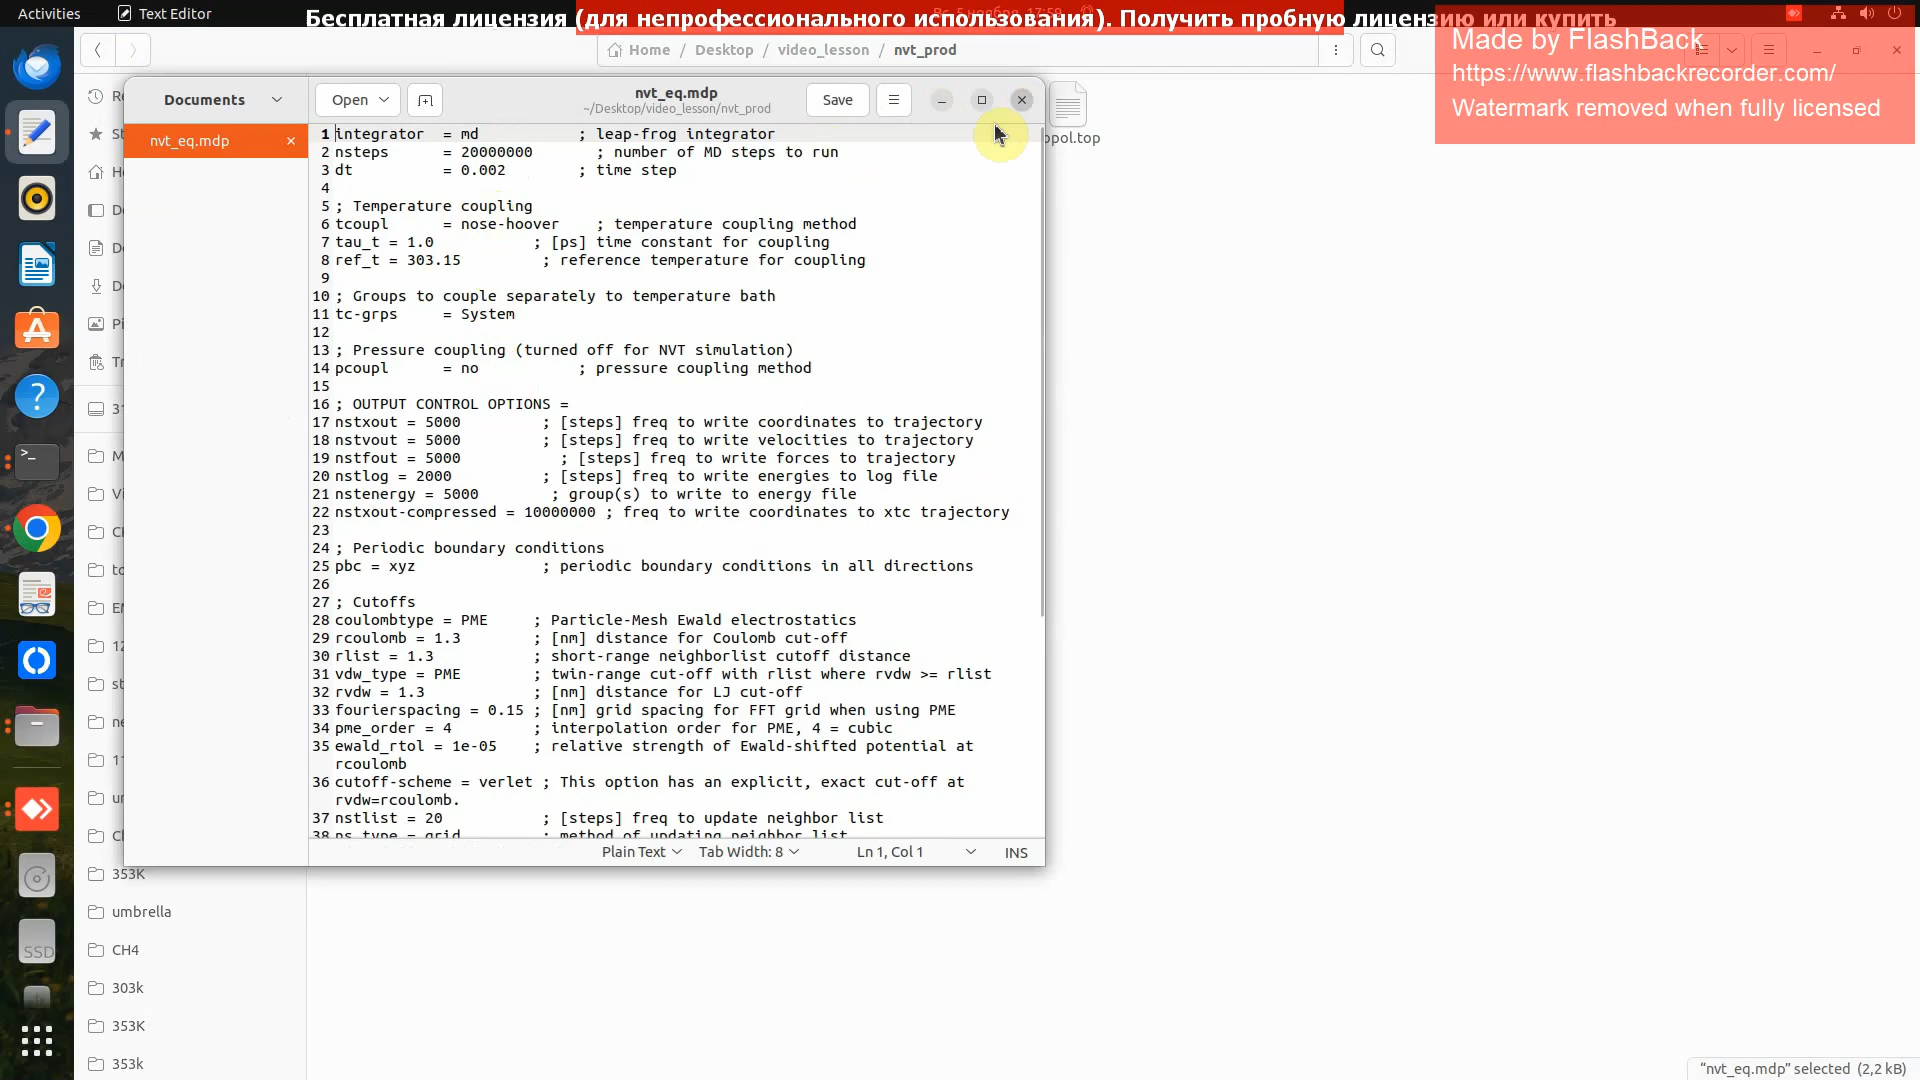 Activities
Text Editor
Бесплатная лицензия (для непрофессионального использования). Получить пробную лицензию или купить
Вс, 5 ноября 17:59
Made by FlashBack
https://www.flashbackrecorder.com/
Watermark removed when fully licensed
Home / Desktop / video_lesson / nvt_prod
Documents
Open
nvt_eq.mdp
~/Desktop/video_lesson/nvt_prod
Save
nvt_eq.mdp
opol.top
1 integrator = md ; leap-frog integrator
2 nsteps = 20000000 ; number of MD steps to run
3 dt = 0.002 ; time step
4
5 ; Temperature coupling
6 tcoupl = nose-hoover ; temperature coupling method
7 tau_t = 1.0 ; [ps] time constant for coupling
8 ref_t = 303.15 ; reference temperature for coupling
9
10 ; Groups to couple separately to temperature bath
11 tc-grps = System
12
13 ; Pressure coupling (turned off for NVT simulation)
14 pcoupl = no ; pressure coupling method
15
16 ; OUTPUT CONTROL OPTIONS =
17 nstxout = 5000 ; [steps] freq to write coordinates to trajectory
18 nstvout = 5000 ; [steps] freq to write velocities to trajectory
19 nstfout = 5000 ; [steps] freq to write forces to trajectory
20 nstlog = 2000 ; [steps] freq to write energies to log file
21 nstenergy = 5000 ; group(s) to write to energy file
22 nstxout-compressed = 10000000 ; freq to write coordinates to xtc trajectory
23
24 ; Periodic boundary conditions
25 pbc = xyz ; periodic boundary conditions in all directions
26
27 ; Cutoffs
28 coulombtype = PME ; Particle-Mesh Ewald electrostatics
29 rcoulomb = 1.3 ; [nm] distance for Coulomb cut-off
30 rlist = 1.3 ; short-range neighborlist cutoff distance
31 vdw_type = PME ; twin-range cut-off with rlist where rvdw >= rlist
32 rvdw = 1.3 ; [nm] distance for LJ cut-off
33 fourierspacing = 0.15 ; [nm] grid spacing for FFT grid when using PME
34 pme_order = 4 ; interpolation order for PME, 4 = cubic
35 ewald_rtol = 1e-05 ; relative strength of Ewald-shifted potential at
rcoulomb
36 cutoff-scheme = verlet ; This option has an explicit, exact cut-off at
rvdw=rcoulomb.
37 nstlist = 20 ; [steps] freq to update neighbor list
38 ns_type = grid ; method of updating neighbor list
Plain Text
Tab Width: 8
Ln 1, Col 1
INS
353K
umbrella
CH4
303k
353K
353k
SSD
"nvt_eq.mdp" selected (2,2 kB)